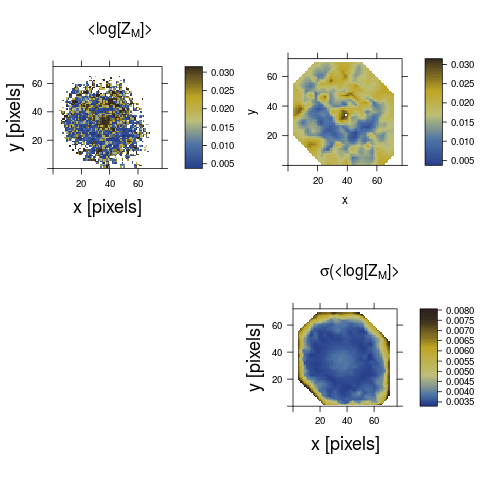 <log[Z_M]>
y [pixels]
60
40
20
20 40 60
x [pixels]
0.030
0.025
0.020
0.015
0.010
0.005
y
60
40
20
20 40 60
x
0.030
0.025
0.020
0.015
0.010
0.005
σ(<log[Z_M]>
y [pixels]
60
40
20
20 40 60
x [pixels]
0.0080
0.0075
0.0070
0.0065
0.0060
0.0055
0.0050
0.0045
0.0040
0.0035